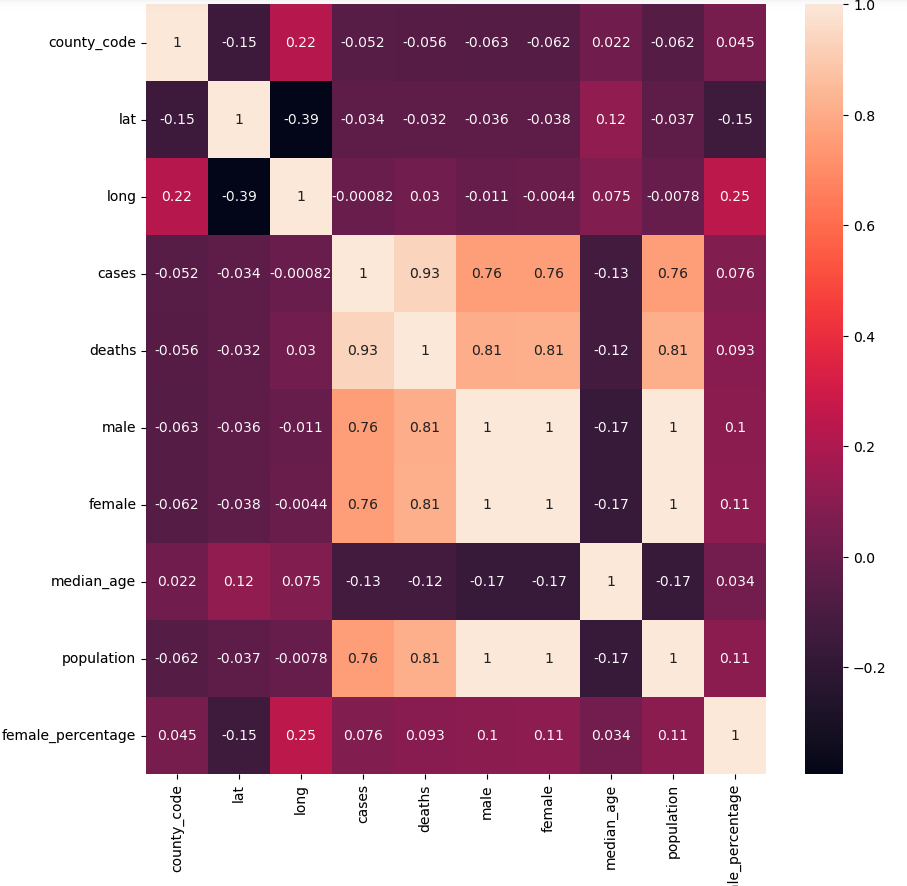 county_code 1 -0.15 0.22 -0.052 -0.056 -0.063 -0.062 0.022 -0.062 0.045
lat -0.15 1 -0.39 -0.034 -0.032 -0.036 -0.038 0.12 -0.037 -0.15
long 0.22 -0.39 1 -0.00082 0.03 -0.011 -0.0044 0.075 -0.0078 0.25
cases -0.052 -0.034 -0.00082 1 0.93 0.76 0.76 -0.13 0.76 0.076
deaths -0.056 -0.032 0.03 0.93 1 0.81 0.81 -0.12 0.81 0.093
male -0.063 -0.036 -0.011 0.76 0.81 1 1 -0.17 1 0.1
female -0.062 -0.038 -0.0044 0.76 0.81 1 1 -0.17 1 0.11
median_age 0.022 0.12 0.075 -0.13 -0.12 -0.17 -0.17 1 -0.17 0.034
population -0.062 -0.037 -0.0078 0.76 0.81 1 1 -0.17 1 0.11
female_percentage 0.045 -0.15 0.25 0.076 0.093 0.1 0.11 0.034 0.11 1
county_code
lat
long
cases
deaths
male
female
median_age
population
le_percentage
1.0
0.8
0.6
0.4
0.2
0.0
−0.2